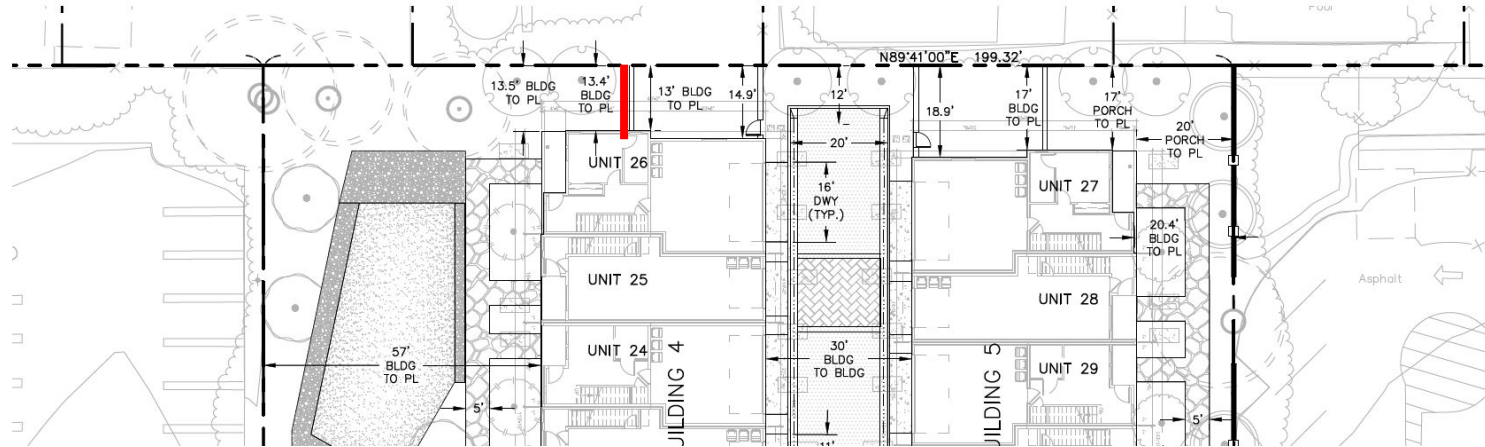 Pool
N89°41'00"E 199.32'
13.5' BLDG
TO PL
13.4'
BLDG
TO PL
13' BLDG
TO PL
14.9'
12'
18.9'
17'
BLDG
TO PL
17'
PORCH
TO PL
20'
PORCH
TO PL
20'
UNIT 26
16'
DWY
(TYP.)
UNIT 27
20.4'
BLDG
TO PL
UNIT 25
UNIT 28
Asphalt
57'
BLDG
TO PL
UNIT 24
30'
BLDG
TO BLDG
UNIT 29
UILDING 4
UILDING 5
5'
11'
5'